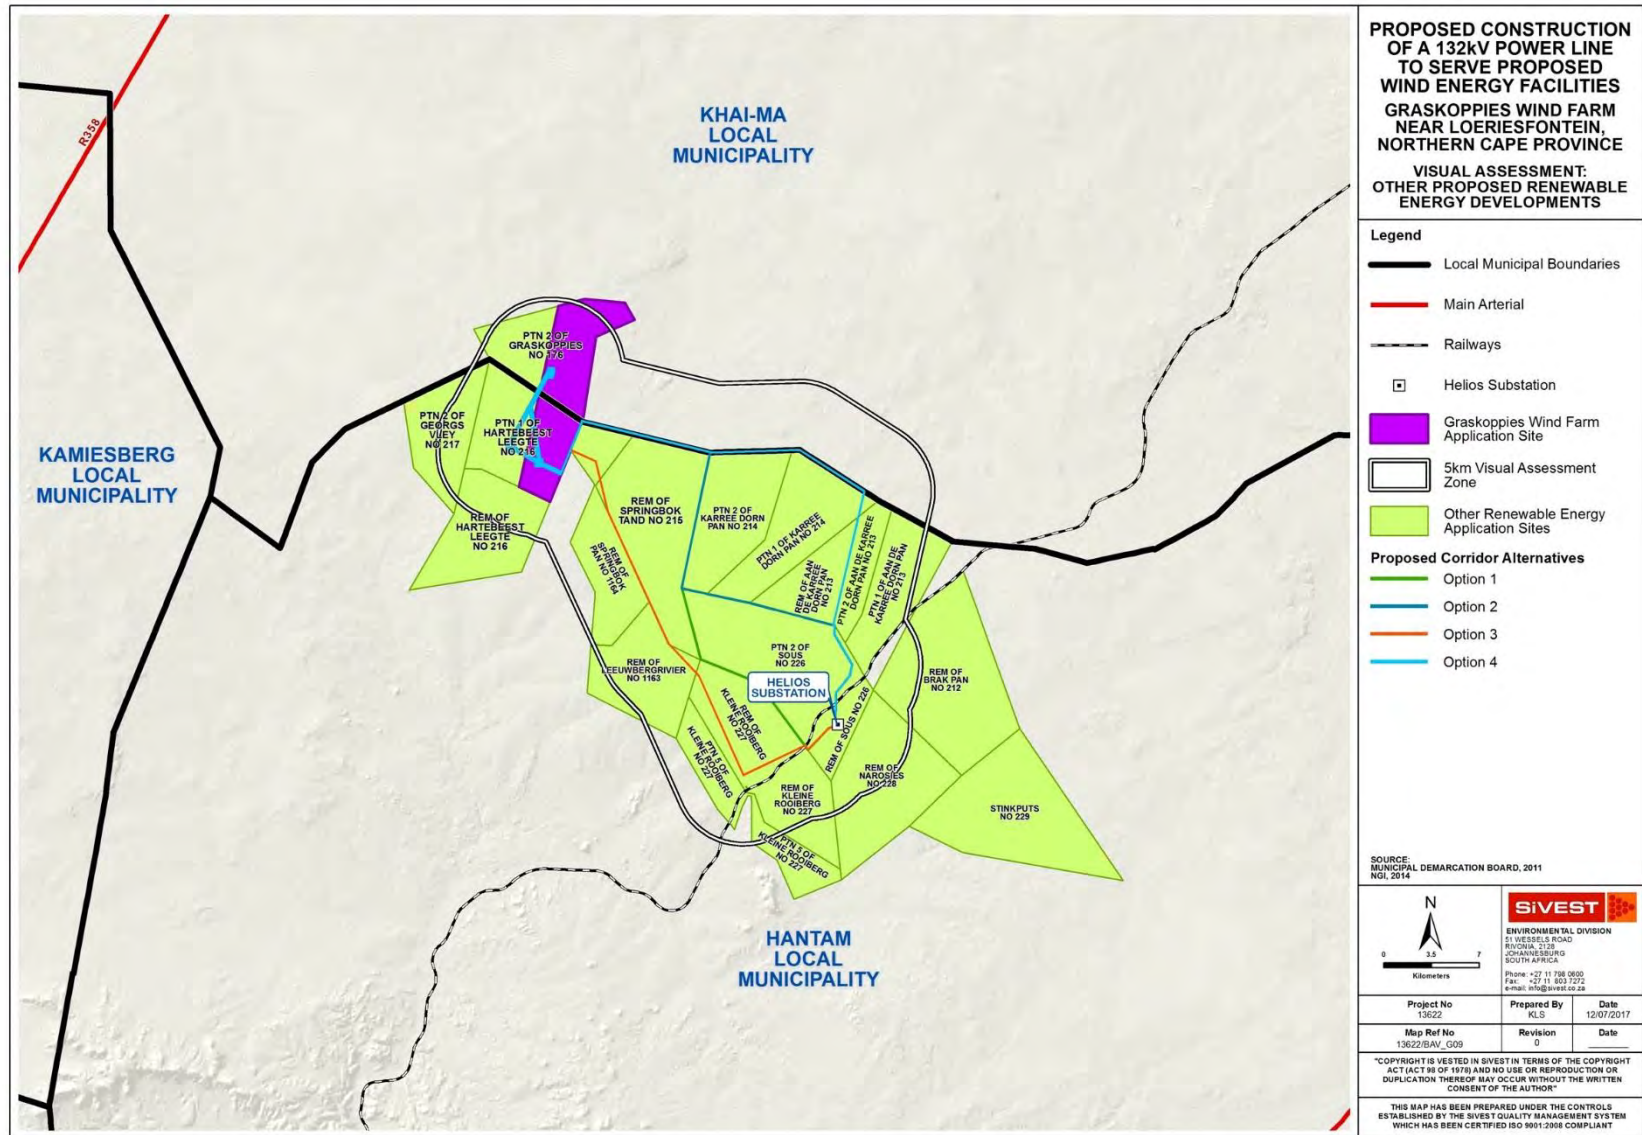 PROPOSED CONSTRUCTION
OF A 132kV POWER LINE
TO SERVE PROPOSED
WIND ENERGY FACILITIES
GRASKOPPIES WIND FARM
NEAR LOERIESFONTEIN,
NORTHERN CAPE PROVINCE
VISUAL ASSESSMENT:
OTHER PROPOSED RENEWABLE
ENERGY DEVELOPMENTS
Legend
Local Municipal Boundaries
Main Arterial
Railways
Helios Substation
Graskoppies Wind Farm
Application Site
5km Visual Assessment
Zone
Other Renewable Energy
Application Sites
Proposed Corridor Alternatives
Option 1
Option 2
Option 3
Option 4
SOURCE:
MUNICIPAL DEMARCATION BOARD, 2011
NGI, 2014
N
0 3.5 7
Kilometers
SiVEST
ENVIRONMENTAL DIVISION
51 WESSELS ROAD
RIVONIA, 2128
JOHANNESBURG
SOUTH AFRICA
Phone: +27 11 798 0600
Fax: +27 11 803 7272
e-mail: info@sivest.co.za
Project No
13622
Prepared By
KLS
Date
12/07/2017
Map Ref No
13622/BAV_G09
Revision
0
Date
"COPYRIGHT IS VESTED IN SIVEST IN TERMS OF THE COPYRIGHT
ACT (ACT 98 OF 1978) AND NO USE OR REPRODUCTION OR
DUPLICATION THEREOF MAY OCCUR WITHOUT THE WRITTEN
CONSENT OF THE AUTHOR"
THIS MAP HAS BEEN PREPARED UNDER THE CONTROLS
ESTABLISHED BY THE SIVEST QUALITY MANAGEMENT SYSTEM
WHICH HAS BEEN CERTIFIED ISO 9001:2008 COMPLIANT
R358
KHAI-MA
LOCAL
MUNICIPALITY
KAMIESBERG
LOCAL
MUNICIPALITY
HANTAM
LOCAL
MUNICIPALITY
PTN 2 OF
GRASKOPPIES
NO 176
PTN 2 OF
GEORGS
VLEY
NO 217
PTN 1 OF
HARTEBEEST
LEEGTE
NO 216
REM OF
HARTEBEEST
LEEGTE
NO 216
REM OF
SPRINGBOK
TAND NO 215
PTN 2 OF
KARREE DORN
PAN NO 214
PTN 1 OF KARREE
DORN PAN NO 214
REM OF
SPRINGBOK
PAN NO 1164
REM OF AAN
DE KARREE
DORN PAN
NO 213
PTN 2 OF AAN DE KARREE
DORN PAN NO 213
PTN 1 OF AAN DE
KARREE DORN PAN
NO 213
REM OF
LEEUWBERGRIVIER
NO 1163
PTN 2 OF
SOUS
NO 226
HELIOS
SUBSTATION
REM OF
BRAK PAN
NO 212
REM OF
KLEINE ROOIBERG
NO 227
PTN 5 OF
KLEINE ROOIBERG
NO 227
REM OF SOUS NO 226
REM OF
NAROSIES
NO 228
REM OF
KLEINE
ROOIBERG
NO 227
PTN 5 OF
KLEINE ROOIBERG
NO 227
STINKPUTS
NO 229